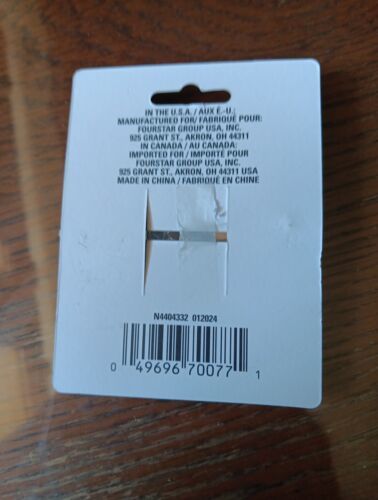 IN THE U.S.A. / AUX É.-U.:
MANUFACTURED FOR/ FABRIQUÉ POUR:
FOURSTAR GROUP USA, INC.
925 GRANT ST., AKRON, OH 44311
IN CANADA / AU CANADA:
IMPORTED FOR / IMPORTÉ POUR
FOURSTAR GROUP USA, INC.
925 GRANT ST., AKRON, OH 44311 USA
MADE IN CHINA / FABRIQUÉ EN CHINE
N4404332 012024
0 49696 70077 1